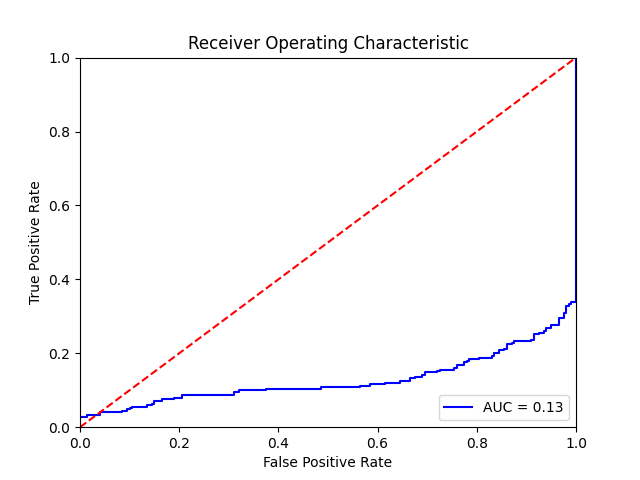 Receiver Operating Characteristic
1.0
0.8
0.6
0.4
0.2
0.0
True Positive Rate
AUC = 0.13
0.0 0.2 0.4 0.6 0.8 1.0
False Positive Rate